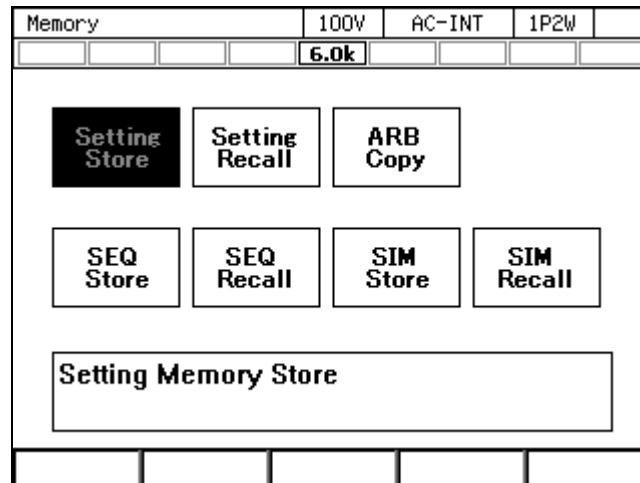 Memory 100V AC-INT 1P2W
6.0k
Setting Store
Setting Recall
ARB Copy
SEQ Store
SEQ Recall
SIM Store
SIM Recall
Setting Memory Store